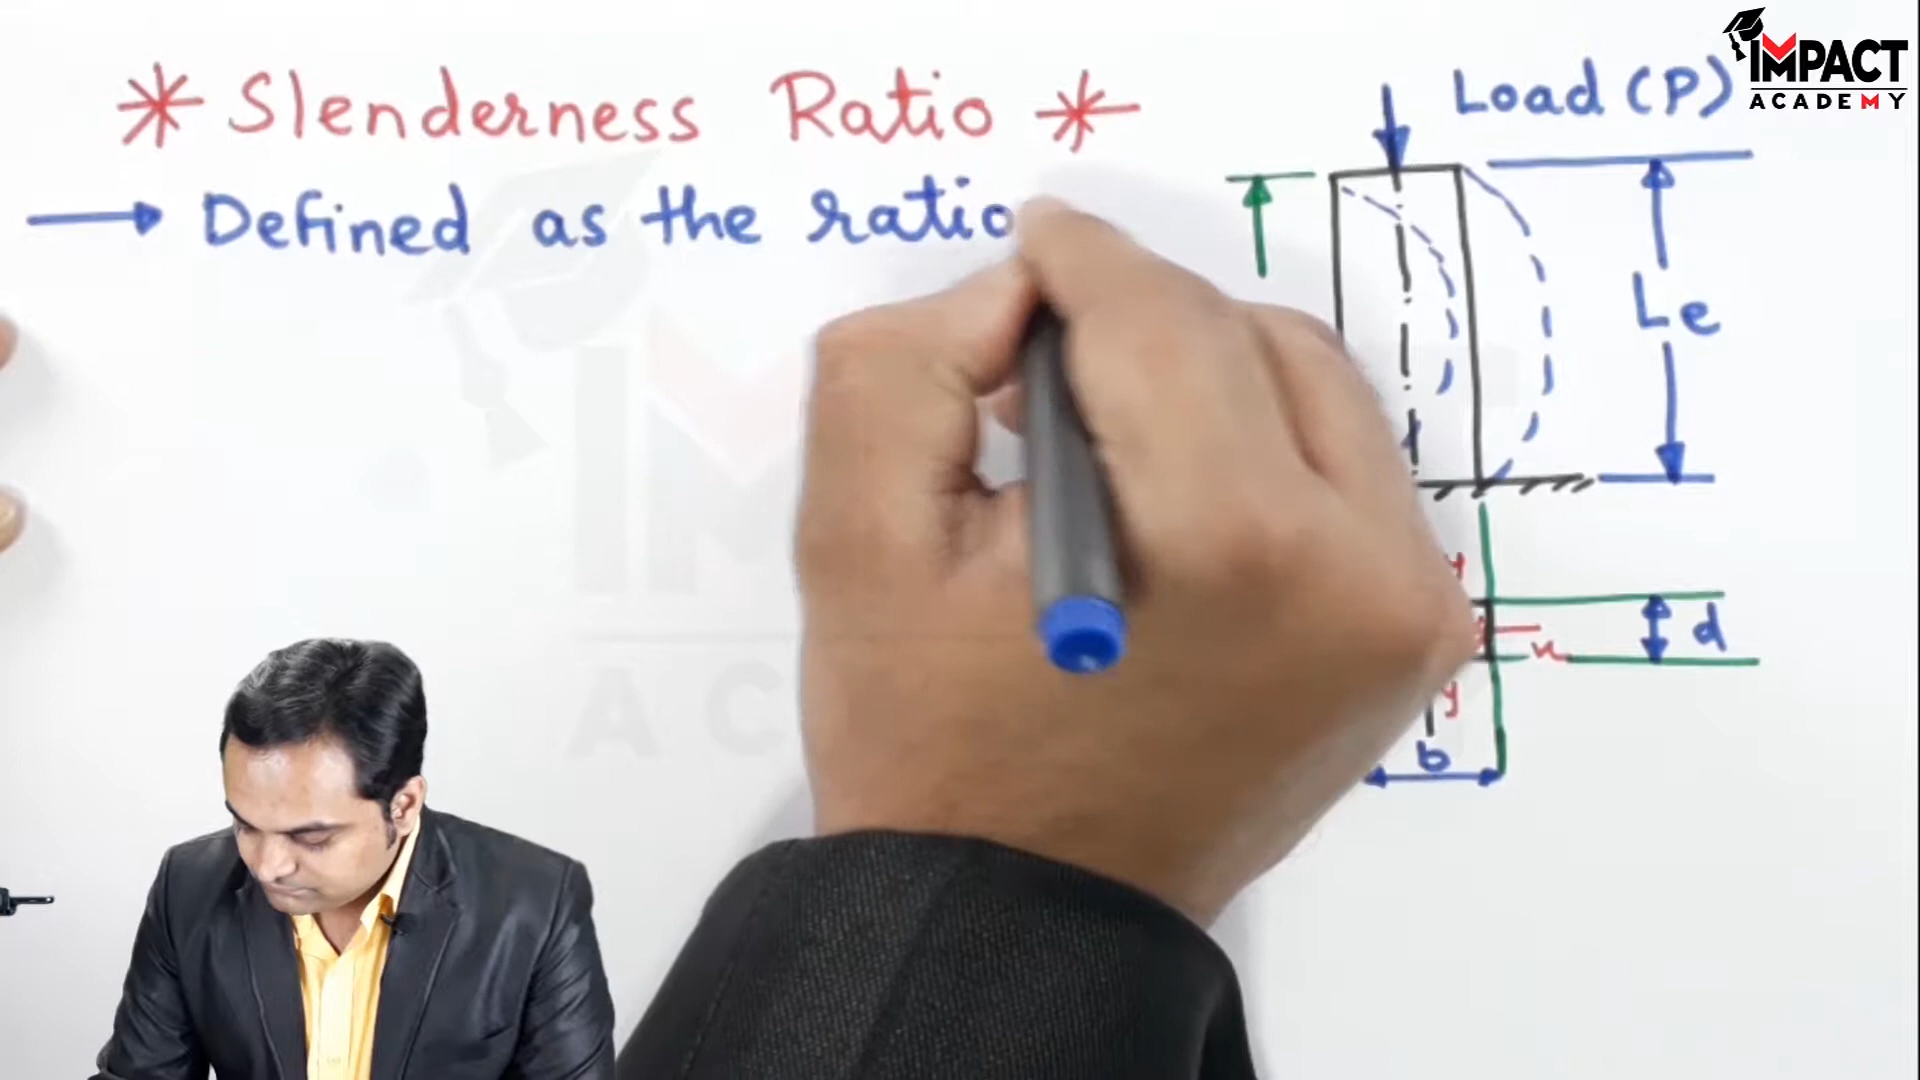 * Slenderness Ratio *
→ Defined as the ratio
Load (P)
Le
y
x
d
y
b
IMPACT
ACADEMY